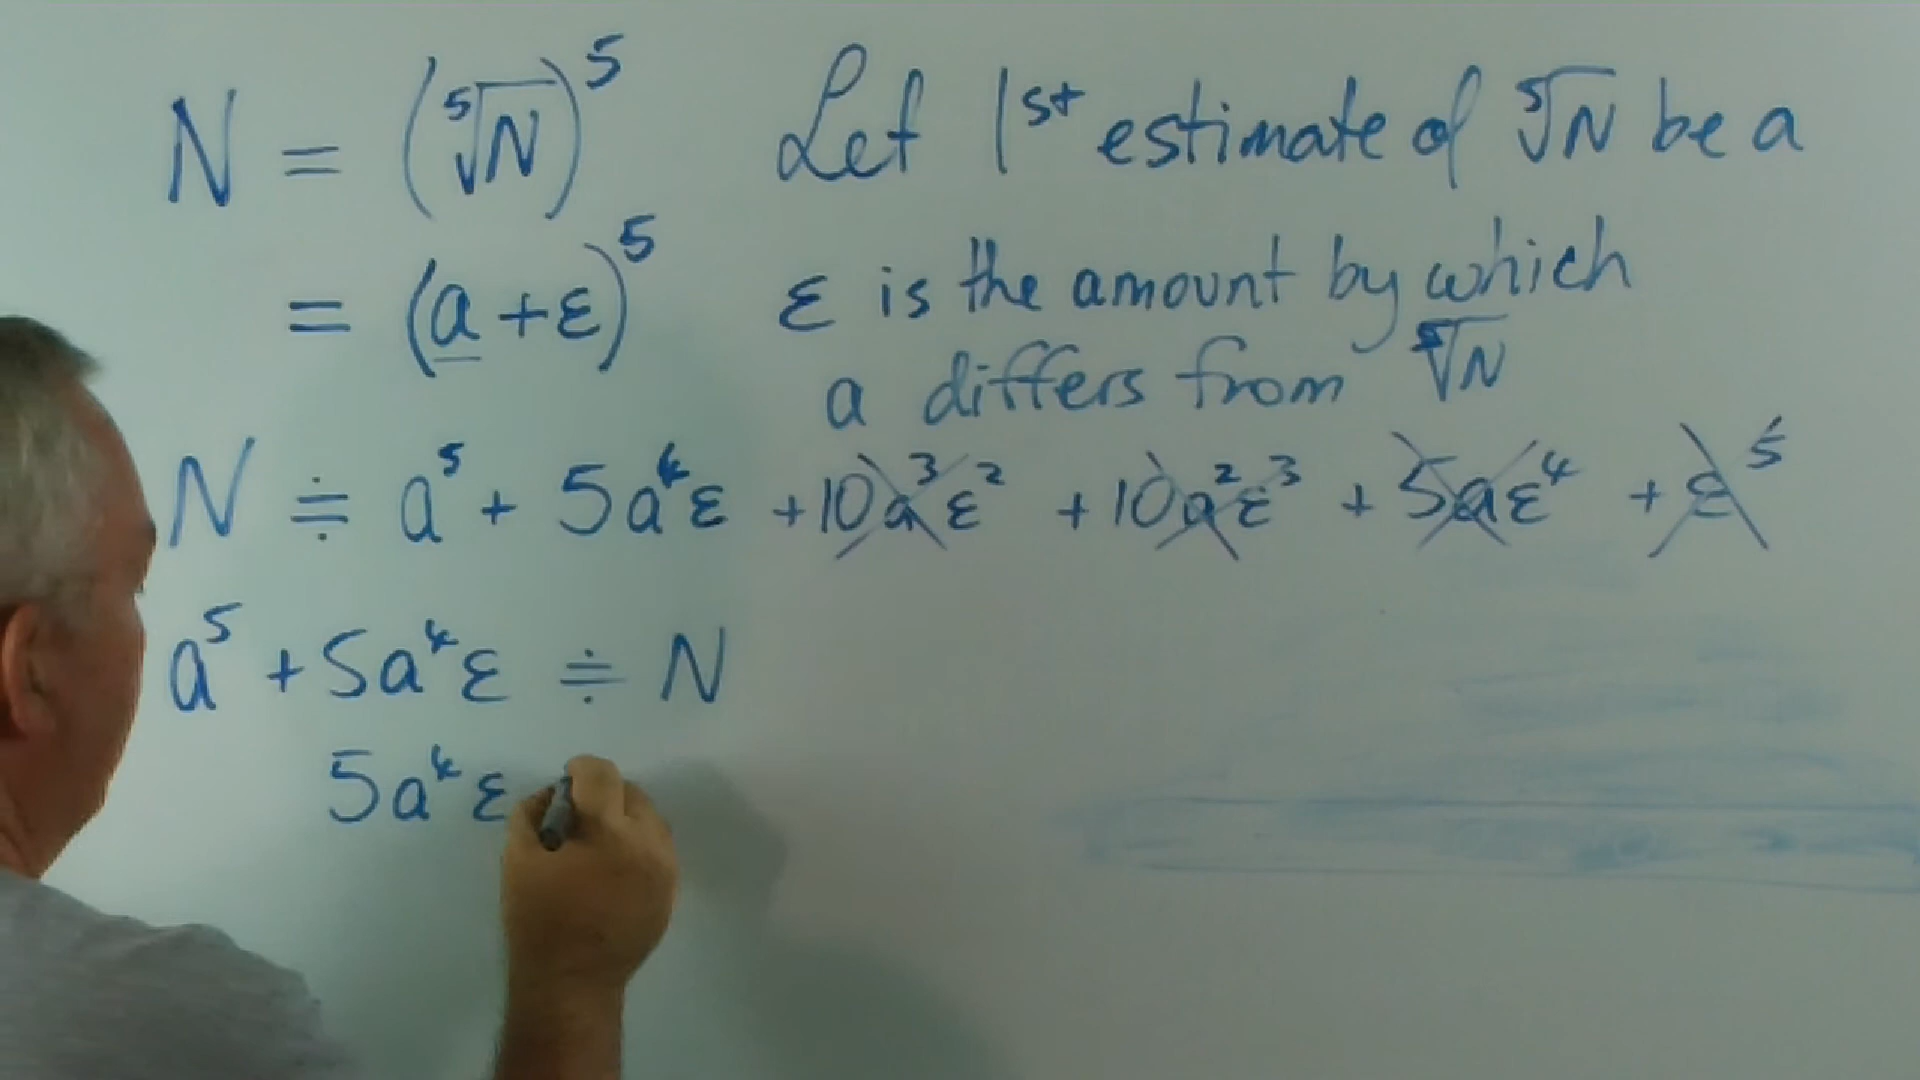 N = (⁵√N)⁵ Let 1st estimate of ⁵√N be a
= (a + ε)⁵ ε is the amount by which
a differs from ⁵√N
N ≑ a⁵ + 5a⁴ε + 10a³ε² + 10a²ε³ + 5aε⁴ + ε⁵
a⁵ + 5a⁴ε ≑ N
5a⁴ε